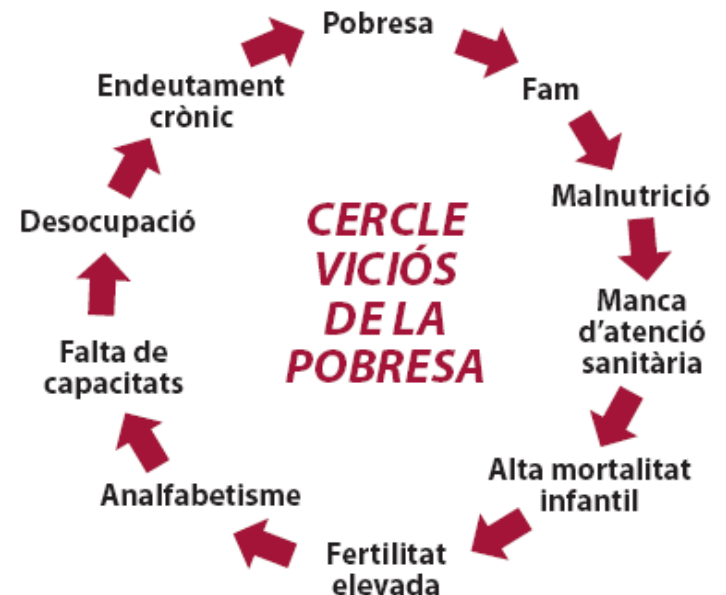 Pobresa
Fam
Malnutrició
Manca
d’atenció
sanitària
Alta mortalitat
infantil
Fertilitat
elevada
Analfabetisme
Falta de
capacitats
Desocupació
Endeutament
crònic
CERCLE
VICIÓS
DE LA
POBRESA